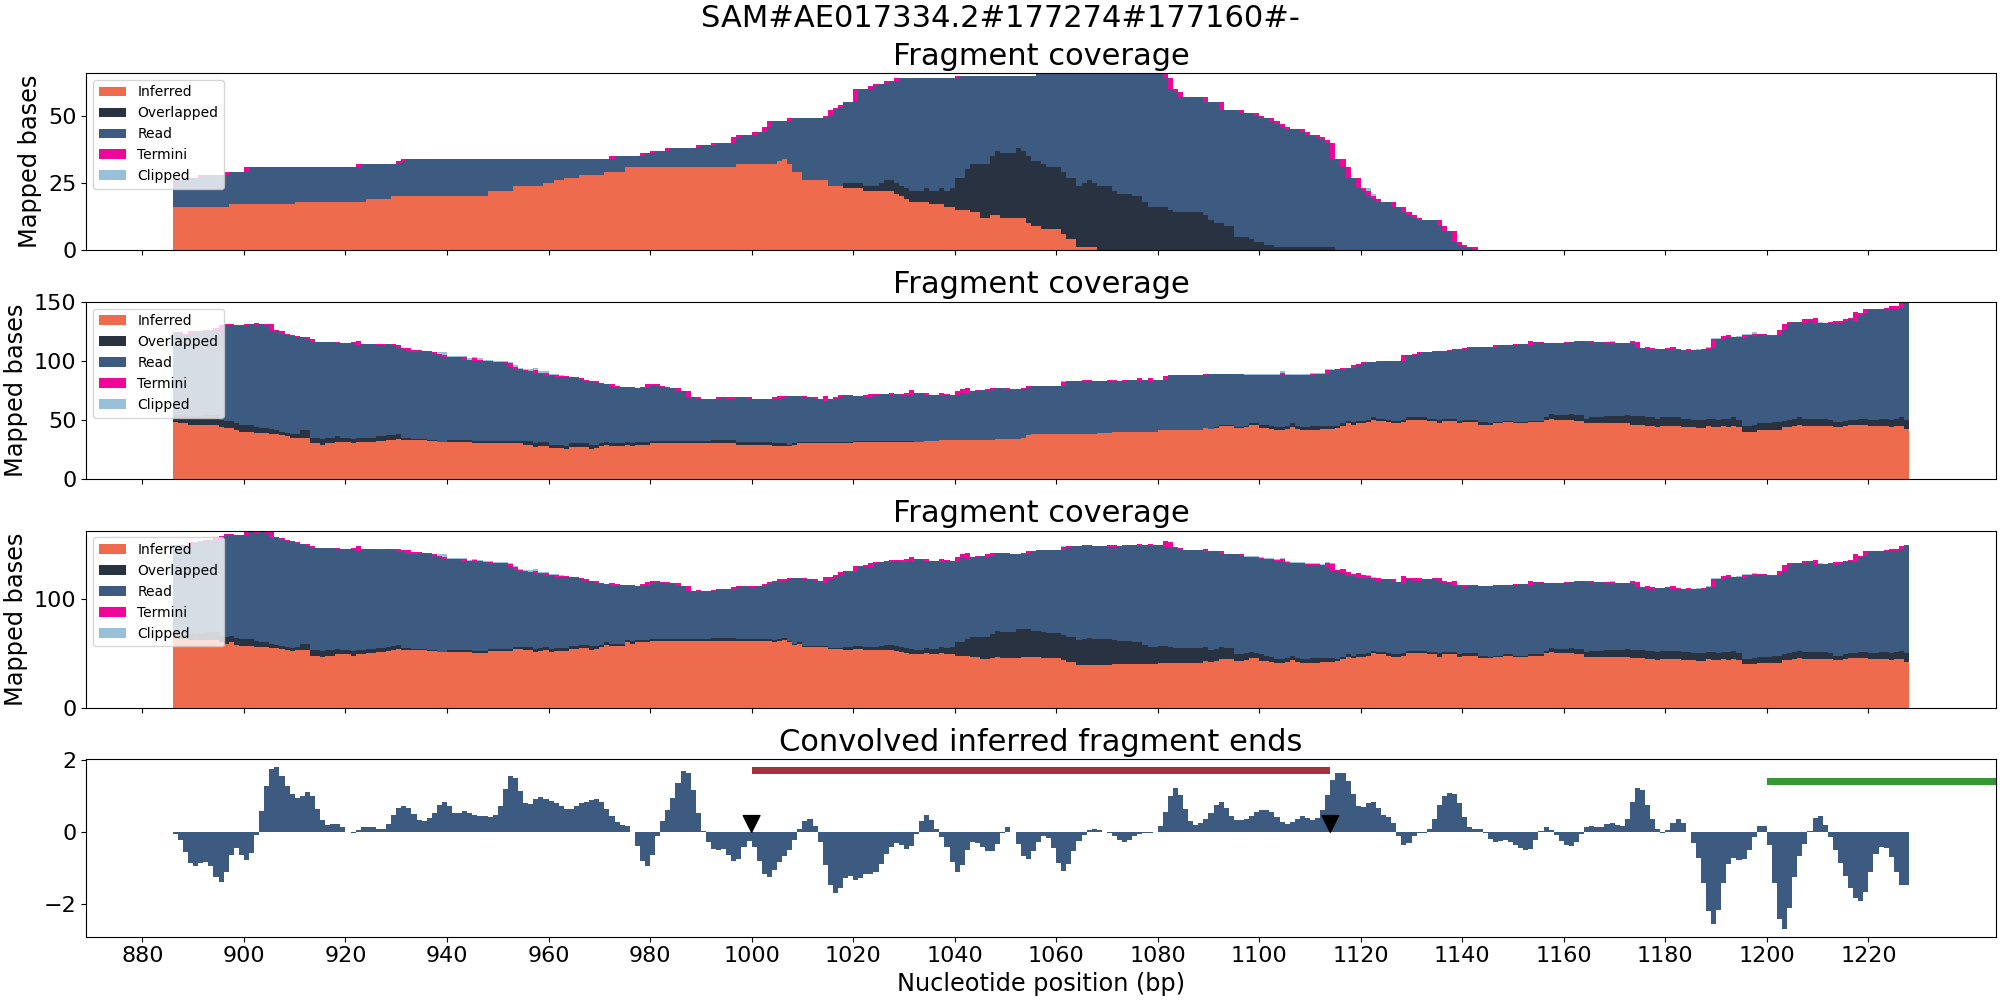 SAM#AE017334.2#177274#177160#-
Fragment coverage
Mapped bases
50
25
0
Inferred
Overlapped
Read
Termini
Clipped
Fragment coverage
Mapped bases
150
100
50
0
Inferred
Overlapped
Read
Termini
Clipped
Fragment coverage
Mapped bases
100
0
Inferred
Overlapped
Read
Termini
Clipped
Convolved inferred fragment ends
2
0
−2
880 900 920 940 960 980 1000 1020 1040 1060 1080 1100 1120 1140 1160 1180 1200 1220
Nucleotide position (bp)